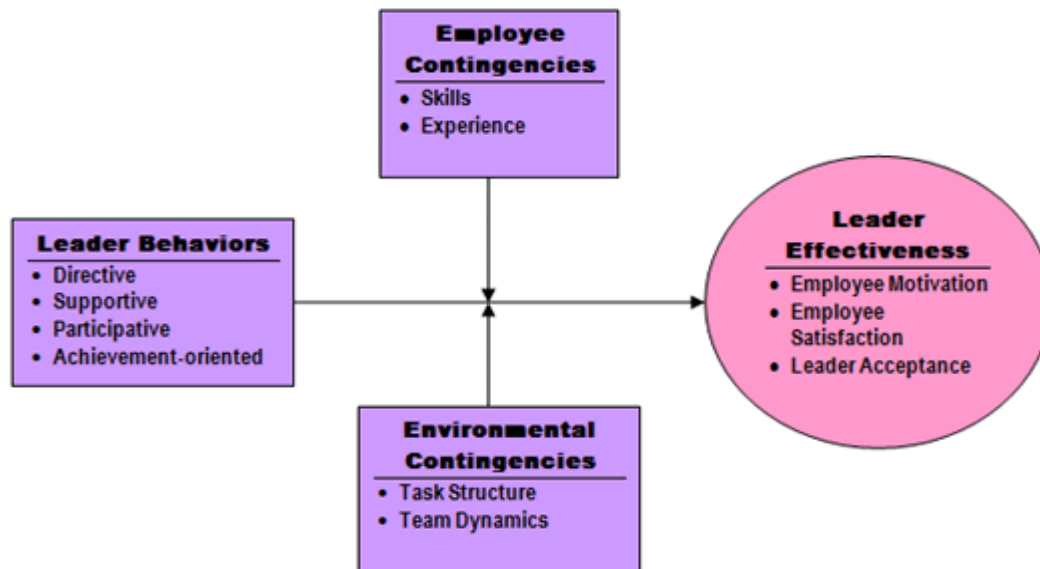 Employee
Contingencies
• Skills
• Experience
Leader Behaviors
• Directive
• Supportive
• Participative
• Achievement-oriented
Leader
Effectiveness
• Employee Motivation
• Employee
Satisfaction
• Leader Acceptance
Environmental
Contingencies
• Task Structure
• Team Dynamics